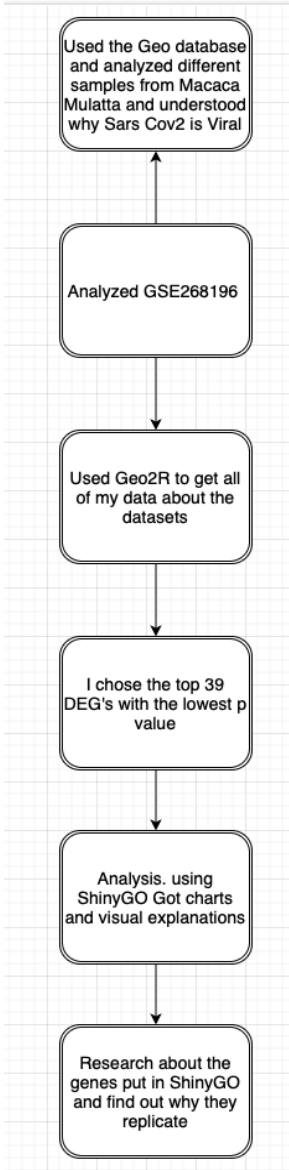 Used the Geo database
and analyzed different
samples from Macaca
Mulatta and understood
why Sars Cov2 is Viral
Analyzed GSE268196
Used Geo2R to get all
of my data about the
datasets
I chose the top 39
DEG's with the lowest p
value
Analysis. using
ShinyGO Got charts
and visual explanations
Research about the
genes put in ShinyGO
and find out why they
replicate